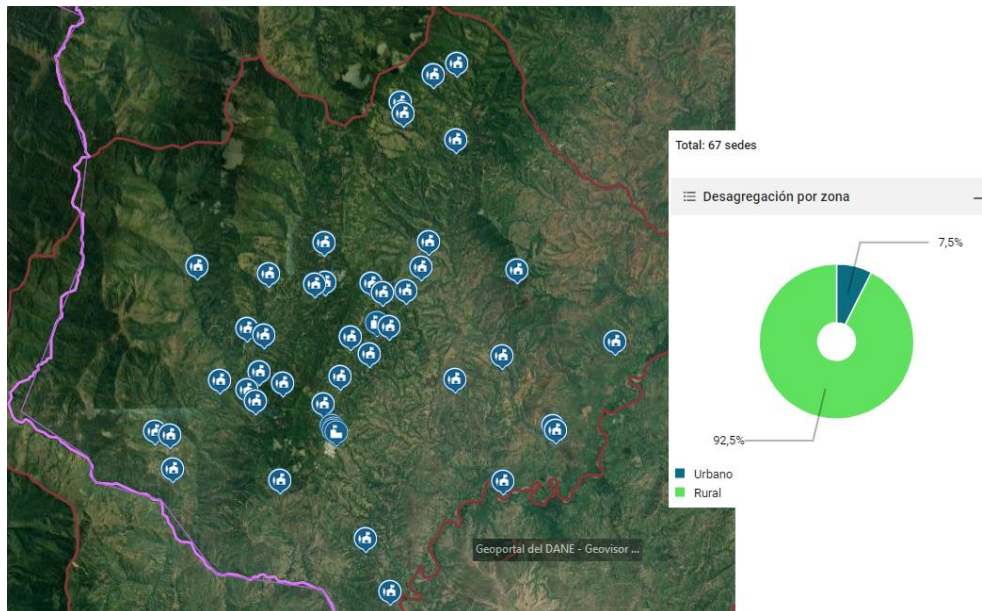 Total: 67 sedes
Desagregación por zona
7,5%
92,5%
Urbano
Rural
Geoportal del DANE - Geovisor ...